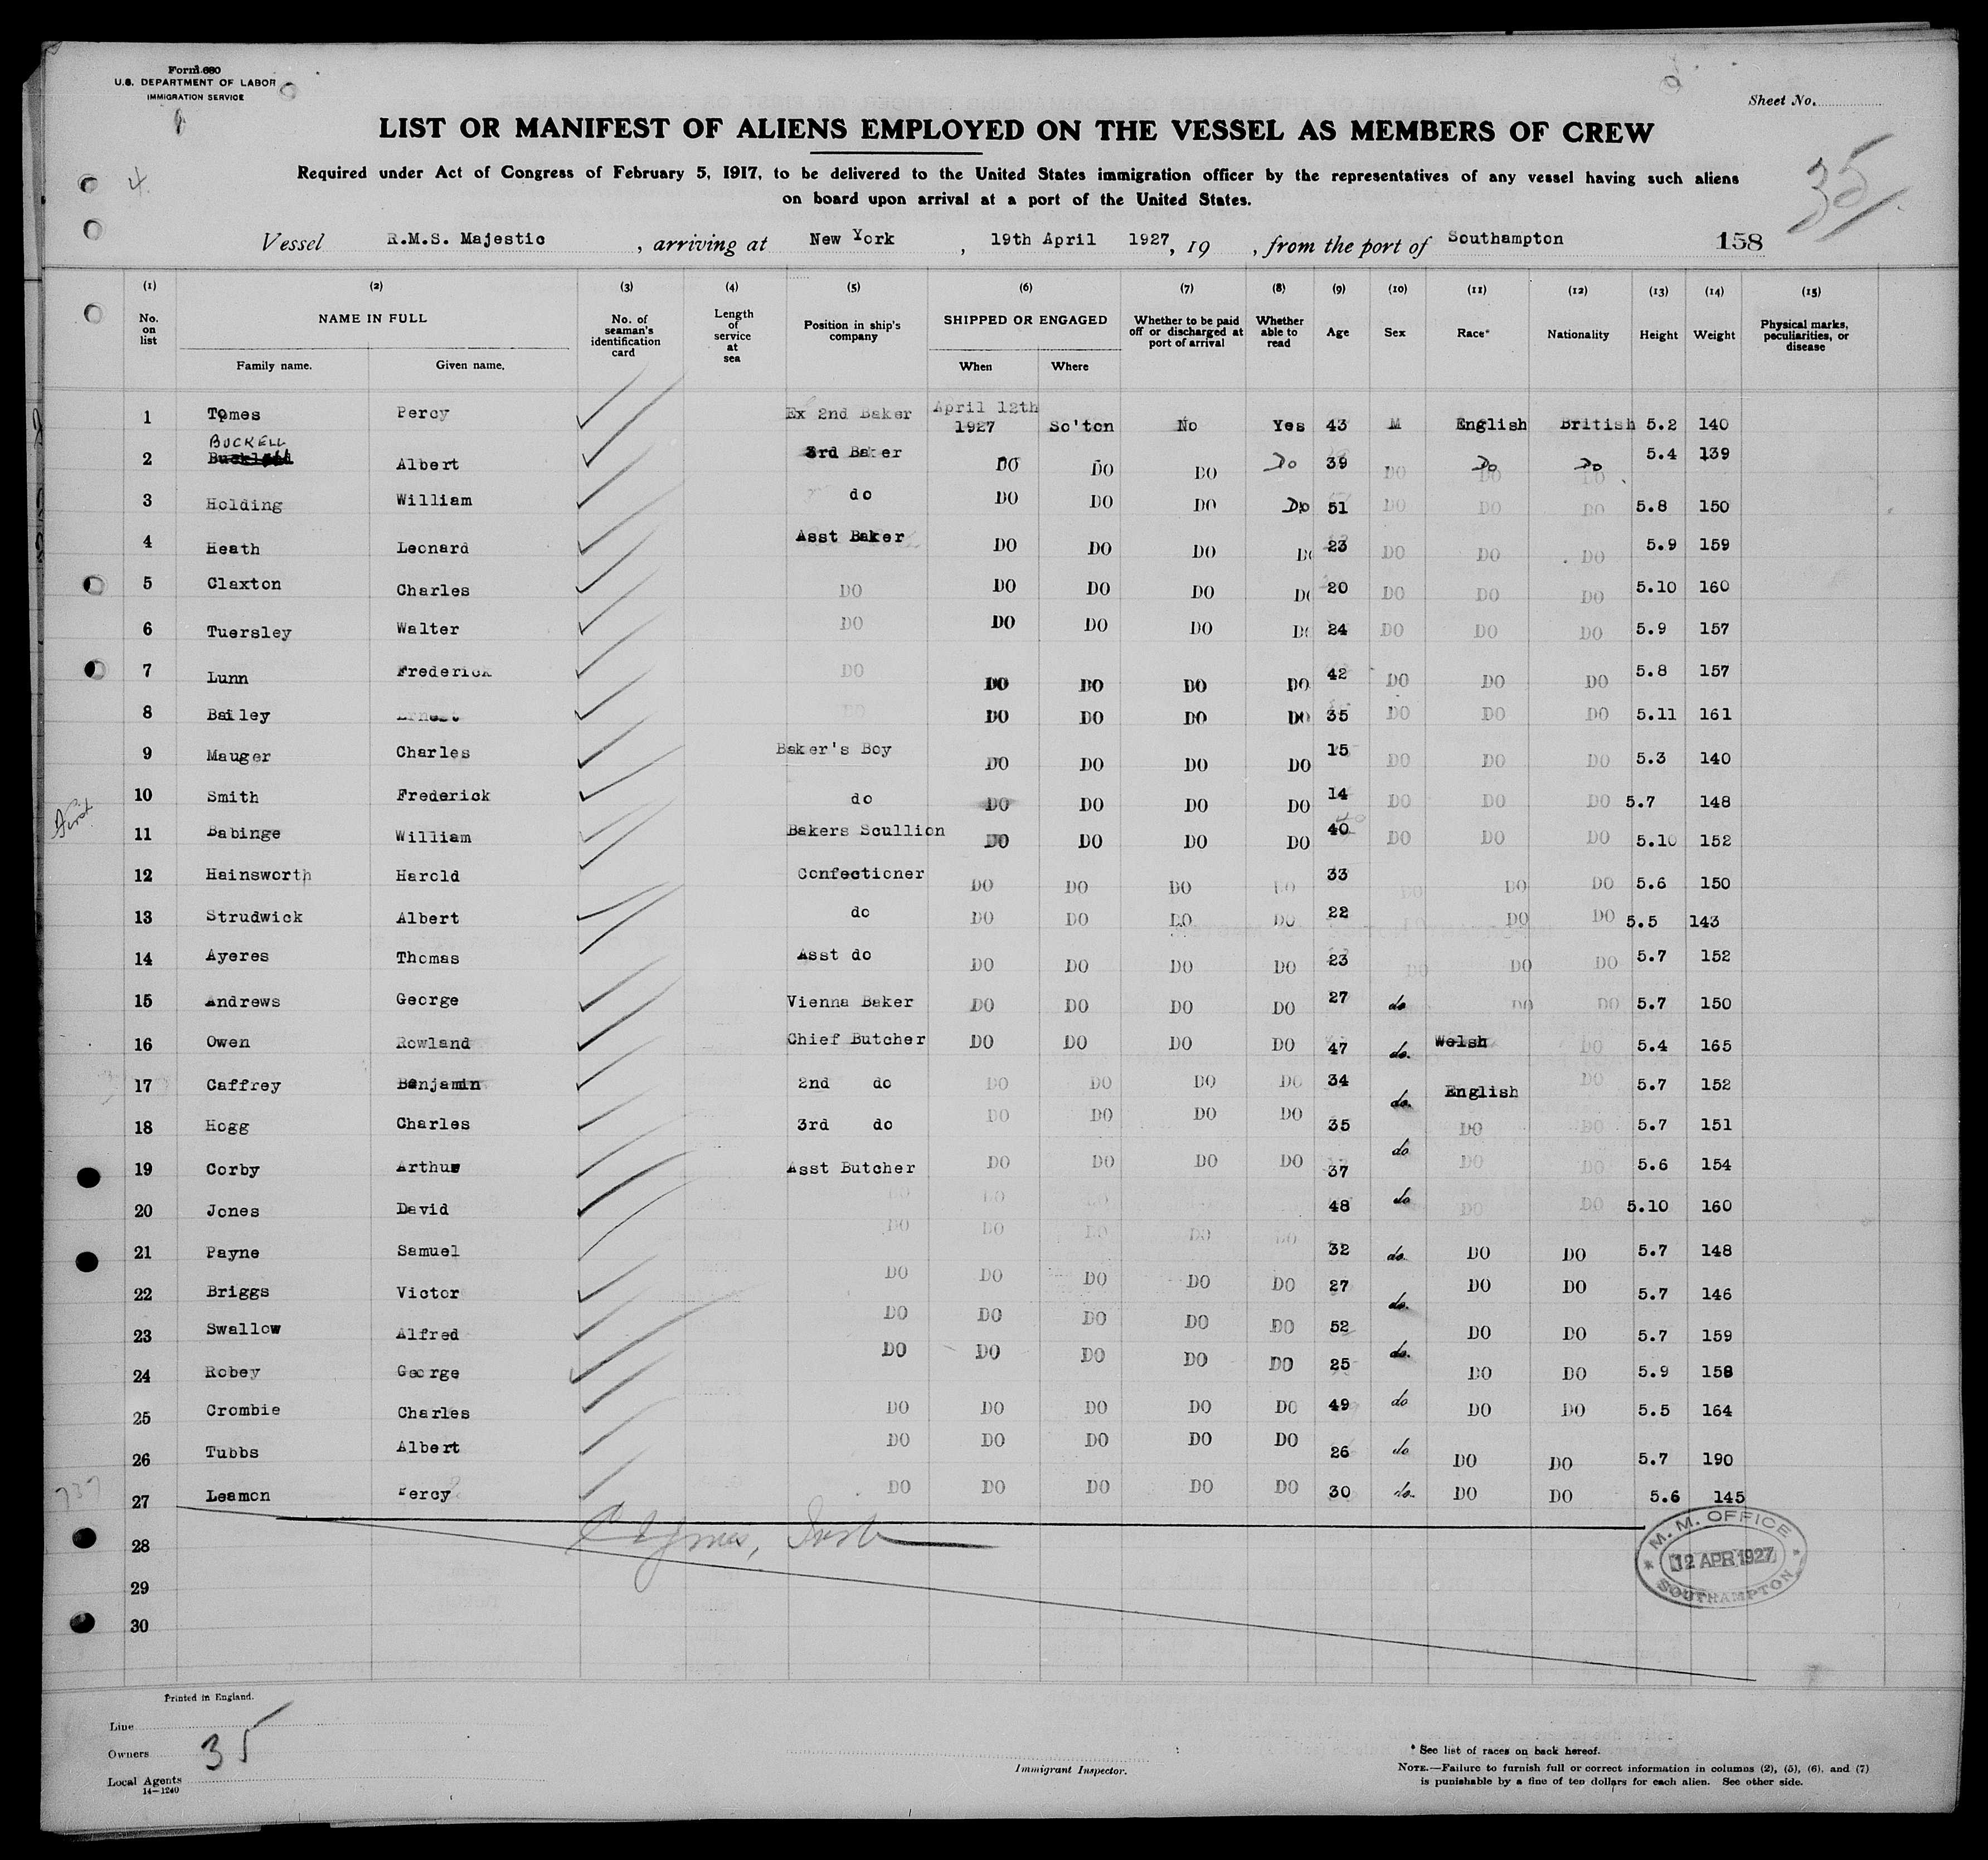 Form 680
U.S. DEPARTMENT OF LABOR
IMMIGRATION SERVICE
Sheet No.
LIST OR MANIFEST OF ALIENS EMPLOYED ON THE VESSEL AS MEMBERS OF CREW
Required under Act of Congress of February 5, 1917, to be delivered to the United States immigration officer by the representatives of any vessel having such aliens
on board upon arrival at a port of the United States.
4.
35
Vessel R.M.S. Majestic, arriving at New York, 19th April 1927, 19, from the port of Southampton 158
(1) (2) (3) (4) (5) (6) (7) (8) (9) (10) (11) (12) (13) (14) (15)
No. on list NAME IN FULL Family name. Given name. No. of seaman's identification card Length of service at sea Position in ship's company SHIPPED OR ENGAGED When Where Whether to be paid off or discharged at port of arrival Whether able to read Age Sex Race* Nationality Height Weight Physical marks, peculiarities, or disease
1 Tomes Percy Ex 2nd Baker April 12th 1927 So'ton No Yes 43 M English British 5.2 140
2 BUCKELL Albert 3rd Baker DO DO DO Do 39 DO Do Do 5.4 139
3 Holding William do DO DO DO Do 51 DO DO DO 5.8 150
4 Heath Leonard Asst Baker DO DO DO DO 23 DO DO DO 5.9 159
5 Claxton Charles DO DO DO DO DO 20 DO DO DO 5.10 160
6 Tuersley Walter DO DO DO DO DO 24 DO DO DO 5.9 157
7 Lunn Frederick DO DO DO DO DO 42 DO DO DO 5.8 157
8 Bailey Ernest DO DO DO DO DO 35 DO DO DO 5.11 161
9 Mauger Charles Baker's Boy DO DO DO DO 15 DO DO DO 5.3 140
10 Smith Frederick do DO DO DO DO 14 DO DO DO 5.7 148
First
11 Babinge William Bakers Scullion DO DO DO DO 40 DO DO DO 5.10 152
12 Hainsworth Harold Confectioner DO DO DO DO 33 DO DO DO 5.6 150
13 Strudwick Albert do DO DO DO DO 22 DO DO DO 5.5 143
14 Ayeres Thomas Asst do DO DO DO DO 23 DO DO DO 5.7 152
15 Andrews George Vienna Baker DO DO DO DO 27 do DO DO 5.7 150
16 Owen Rowland Chief Butcher DO DO DO DO 47 do. Welsh DO 5.4 165
17 Caffrey Benjamin 2nd do DO DO DO DO 34 do. English DO 5.7 152
18 Hogg Charles 3rd do DO DO DO DO 35 do DO DO 5.7 151
19 Corby Arthur Asst Butcher DO DO DO DO 37 do DO DO 5.6 154
20 Jones David DO DO DO 48 do DO DO 5.10 160
21 Payne Samuel DO DO DO DO DO 32 do DO DO 5.7 148
22 Briggs Victor DO DO DO DO DO 27 do. DO DO 5.7 146
23 Swallow Alfred DO DO DO DO DO 52 do. DO DO 5.7 159
24 Robey George DO DO DO DO DO 25 DO DO 5.9 158
25 Crombie Charles DO DO DO DO DO 49 do DO DO 5.5 164
26 Tubbs Albert DO DO DO DO DO 26 do DO DO 5.7 190
737
27 Leamon Percy DO DO DO DO DO 30 do. DO DO 5.6 145
28
29
30
M. M. OFFICE
12 APR 1927
SOUTHAMPTON
Printed in England.
Line
Owners
35
Local Agents
14—1240
Immigrant Inspector.
* See list of races on back hereof.
NOTE.—Failure to furnish full or correct information in columns (2), (5), (6), and (7)
is punishable by a fine of ten dollars for each alien. See other side.